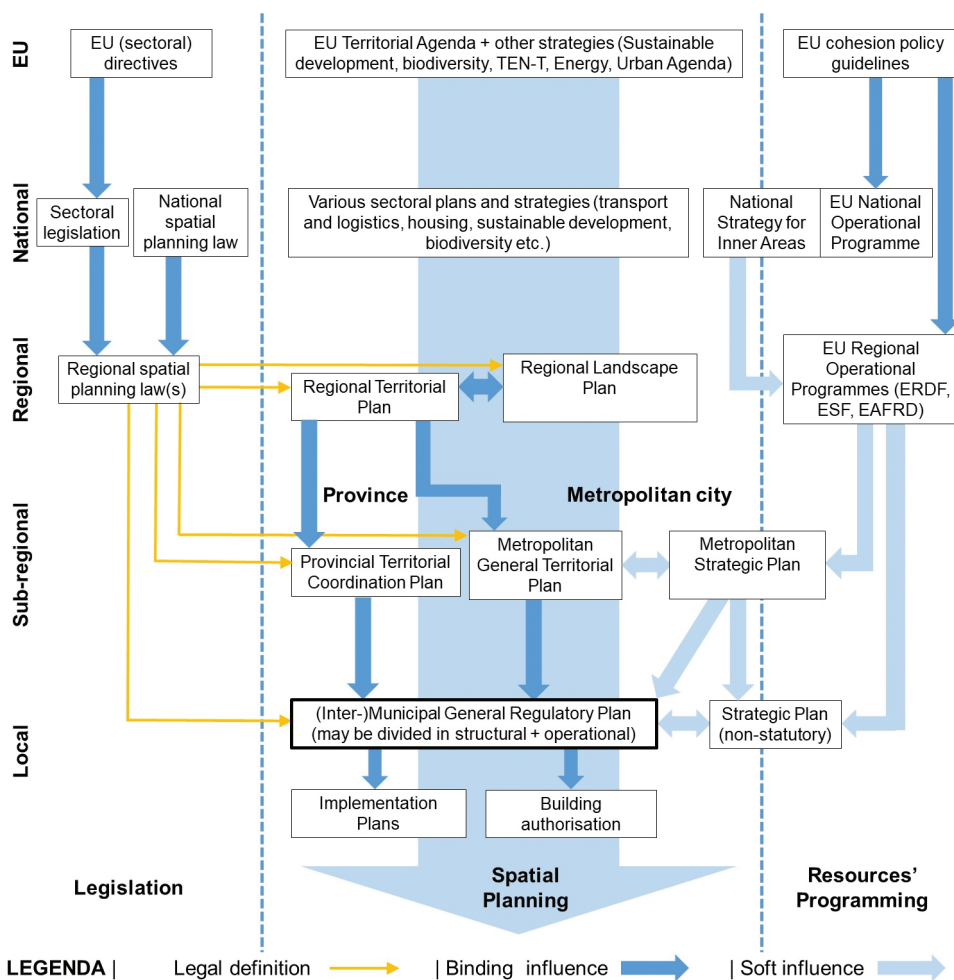 EU
EU (sectoral)
directives
EU Territorial Agenda + other strategies (Sustainable
development, biodiversity, TEN-T, Energy, Urban Agenda)
EU cohesion policy
guidelines
National
Sectoral
legislation
National
spatial
planning law
Various sectoral plans and strategies (transport
and logistics, housing, sustainable development,
biodiversity etc.)
National
Strategy for
Inner Areas
EU National
Operational
Programme
Regional
Regional spatial
planning law(s)
Regional Territorial
Plan
Regional Landscape
Plan
EU Regional
Operational
Programmes (ERDF,
ESF, EAFRD)
Province
Metropolitan city
Sub-regional
Provincial Territorial
Coordination Plan
Metropolitan
General Territorial
Plan
Metropolitan
Strategic Plan
Local
(Inter-)Municipal General Regulatory Plan
(may be divided in structural + operational)
Strategic Plan
(non-statutory)
Implementation
Plans
Building
authorisation
Legislation
Spatial
Planning
Resources’
Programming
LEGENDA |
Legal definition
| Binding influence
| Soft influence